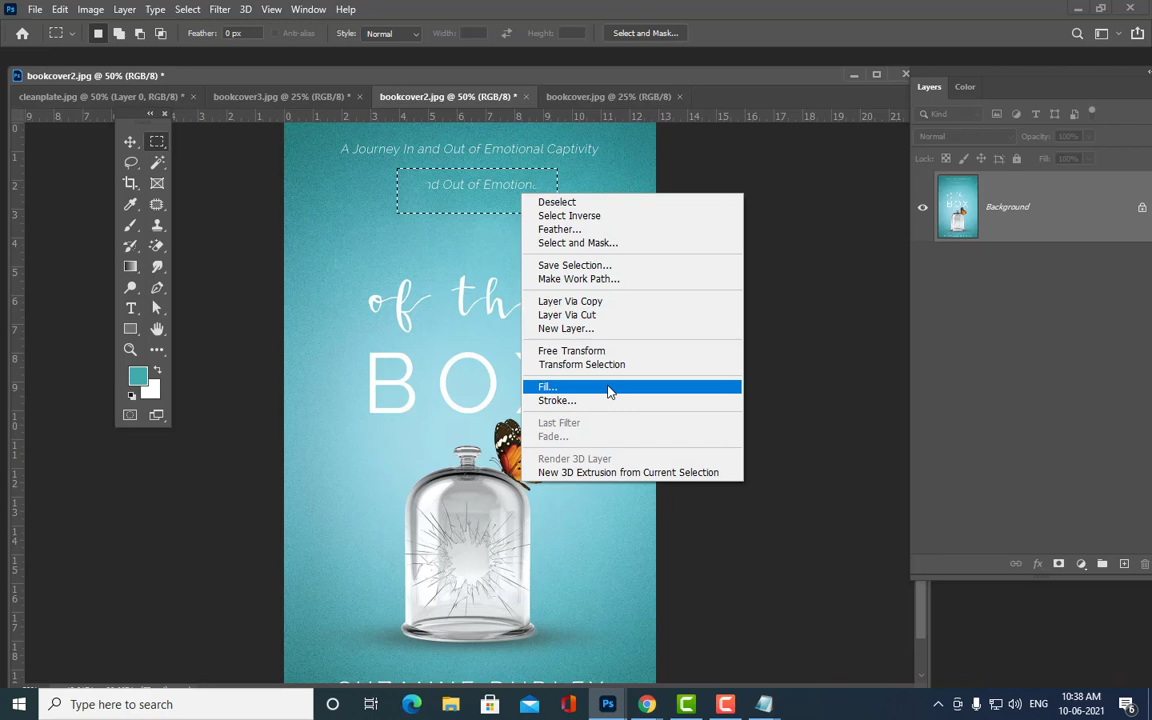 File Edit Image Layer Type Select Filter 3D View Window Help
Feather: 0 px Anti-alias Style: Normal Width: Height: Select and Mask...
bookcover2.jpg @ 50% (RGB/8) *
cleanplate.jpg @ 50% (Layer 0, RGB/8) * bookcover3.jpg @ 25% (RGB/8) * bookcover2.jpg @ 50% (RGB/8) * bookcover.jpg @ 25% (RGB/8)
Layers Color
Kind
Normal Opacity: 100%
Lock: Fill: 100%
Background
A Journey In and Out of Emotional Captivity
nd Out of Emotion
of th
BOX
Deselect
Select Inverse
Feather...
Select and Mask...
Save Selection...
Make Work Path...
Layer Via Copy
Layer Via Cut
New Layer...
Free Transform
Transform Selection
Fill...
Stroke...
Last Filter
Fade...
Render 3D Layer
New 3D Extrusion from Current Selection
Type here to search
ENG
10:38 AM
10-06-2021
6